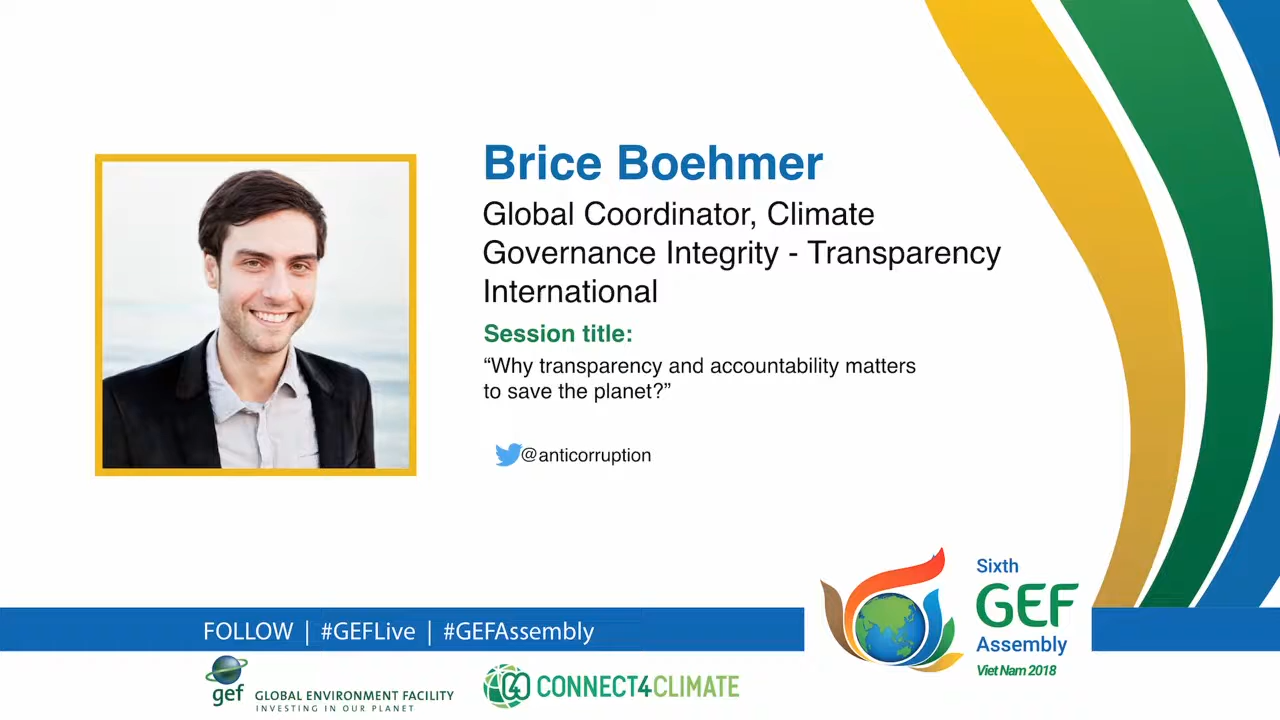 Brice Boehmer
Global Coordinator, Climate
Governance Integrity - Transparency
International
Session title:
“Why transparency and accountability matters
to save the planet?”
@anticorruption
Sixth
GEF
Assembly
Viet Nam 2018
FOLLOW | #GEFLive | #GEFAssembly
gef GLOBAL ENVIRONMENT FACILITY
INVESTING IN OUR PLANET
4 CONNECT4CLIMATE